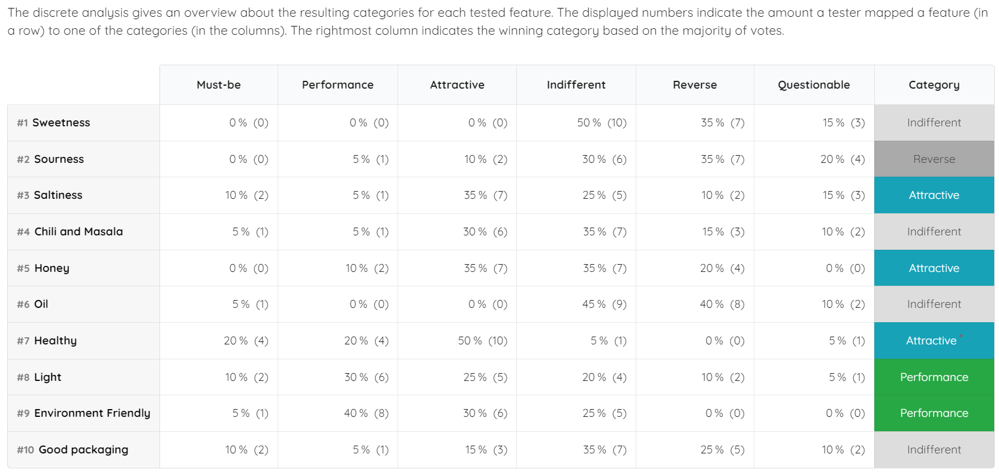 The discrete analysis gives an overview about the resulting categories for each tested feature. The displayed numbers indicate the amount a tester mapped a feature (in
a row) to one of the categories (in the columns). The rightmost column indicates the winning category based on the majority of votes.
Must-be Performance Attractive Indifferent Reverse Questionable Category
#1 Sweetness 0 % (0) 0 % (0) 0 % (0) 50 % (10) 35 % (7) 15 % (3) Indifferent
#2 Sourness 0 % (0) 5 % (1) 10 % (2) 30 % (6) 35 % (7) 20 % (4) Reverse
#3 Saltiness 10 % (2) 5 % (1) 35 % (7) 25 % (5) 10 % (2) 15 % (3) Attractive
#4 Chili and Masala 5 % (1) 5 % (1) 30 % (6) 35 % (7) 15 % (3) 10 % (2) Indifferent
#5 Honey 0 % (0) 10 % (2) 35 % (7) 35 % (7) 20 % (4) 0 % (0) Attractive
#6 Oil 5 % (1) 0 % (0) 0 % (0) 45 % (9) 40 % (8) 10 % (2) Indifferent
#7 Healthy 20 % (4) 20 % (4) 50 % (10) 5 % (1) 0 % (0) 5 % (1) Attractive *
#8 Light 10 % (2) 30 % (6) 25 % (5) 20 % (4) 10 % (2) 5 % (1) Performance
#9 Environment Friendly 5 % (1) 40 % (8) 30 % (6) 25 % (5) 0 % (0) 0 % (0) Performance
#10 Good packaging 10 % (2) 5 % (1) 15 % (3) 35 % (7) 25 % (5) 10 % (2) Indifferent